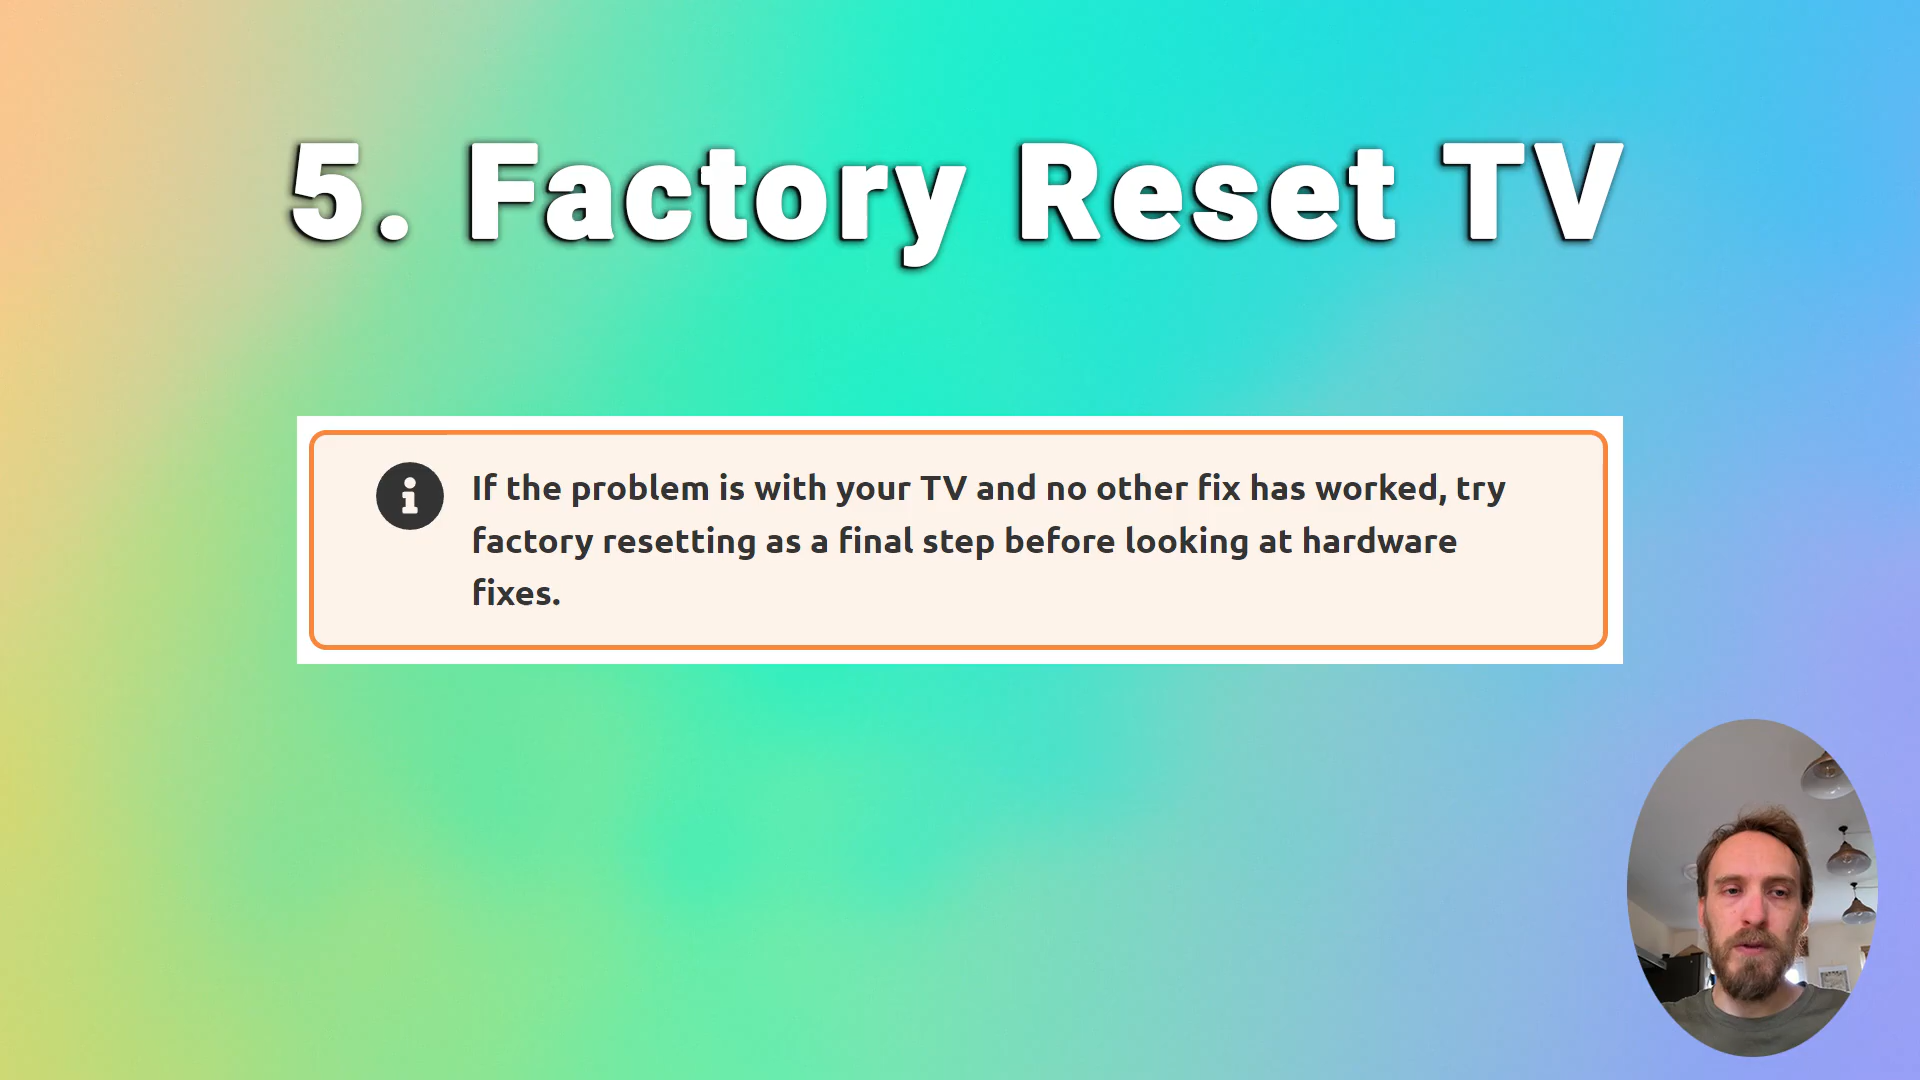 5. Factory Reset TV
If the problem is with your TV and no other fix has worked, try
factory resetting as a final step before looking at hardware
fixes.